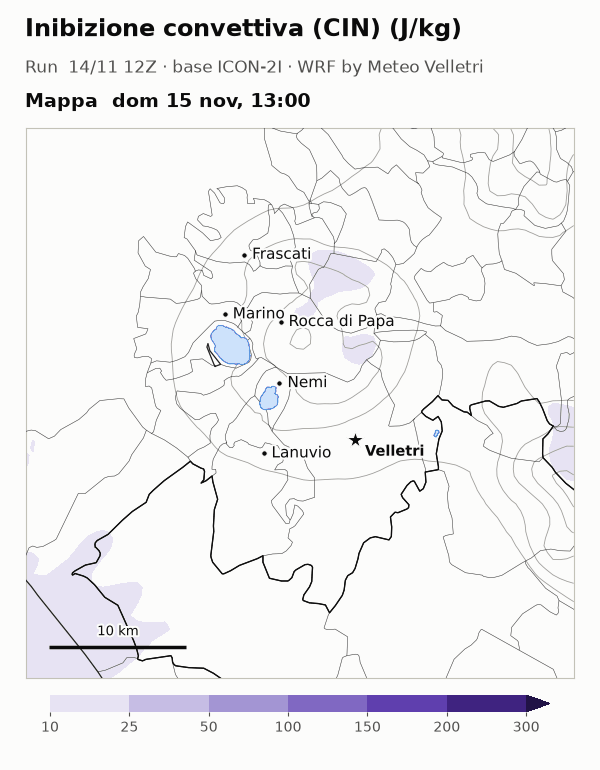 Inibizione convettiva (CIN) (J/kg)
Run 14/11 12Z · base ICON-2I · WRF by Meteo Velletri
Mappa dom 15 nov, 13:00
Frascati
Marino
Rocca di Papa
Nemi
Velletri
Lanuvio
10 km
10 25 50 100 150 200 300